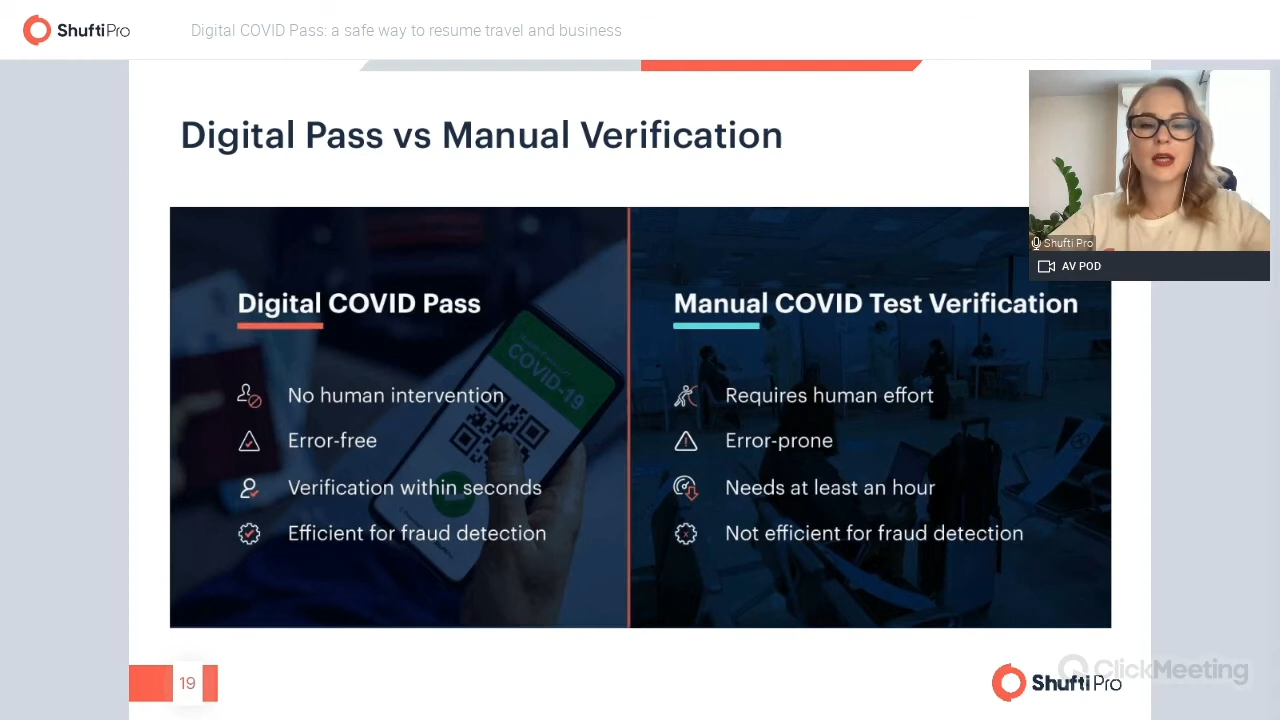 ShuftiPro
Digital COVID Pass: a safe way to resume travel and business
Digital Pass vs Manual Verification
Shufti Pro
AV POD
Digital COVID Pass
COVID-19
No human intervention
Error-free
Verification within seconds
Efficient for fraud detection
Manual COVID Test Verification
Requires human effort
Error-prone
Needs at least an hour
Not efficient for fraud detection
19
ShuftiPro
ClickMeeting